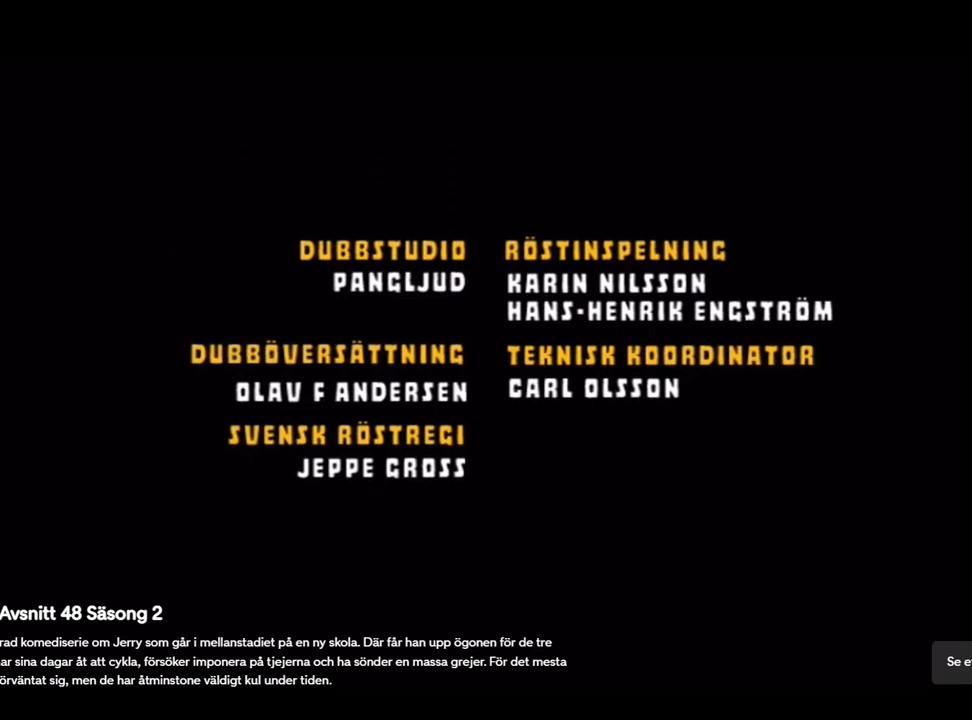 DUBBSTUDIO
PANGLJUD
DUBBÖVERSÄTTNING
OLAV F ANDERSEN
SVENSK RÖSTREGI
JEPPE GROSS
RÖSTINSPELNING
KARIN NILSSON
HANS-HENRIK ENGSTRÖM
TEKNISK KOORDINATOR
CARL OLSSON
Avsnitt 48 Säsong 2
rad komediserie om Jerry som går i mellanstadiet på en ny skola. Där får han upp ögonen för de tre
ar sina dagar åt att cykla, försöker imponera på tjejerna och ha sönder en massa grejer. För det mesta
örväntat sig, men de har åtminstone väldigt kul under tiden.
Se